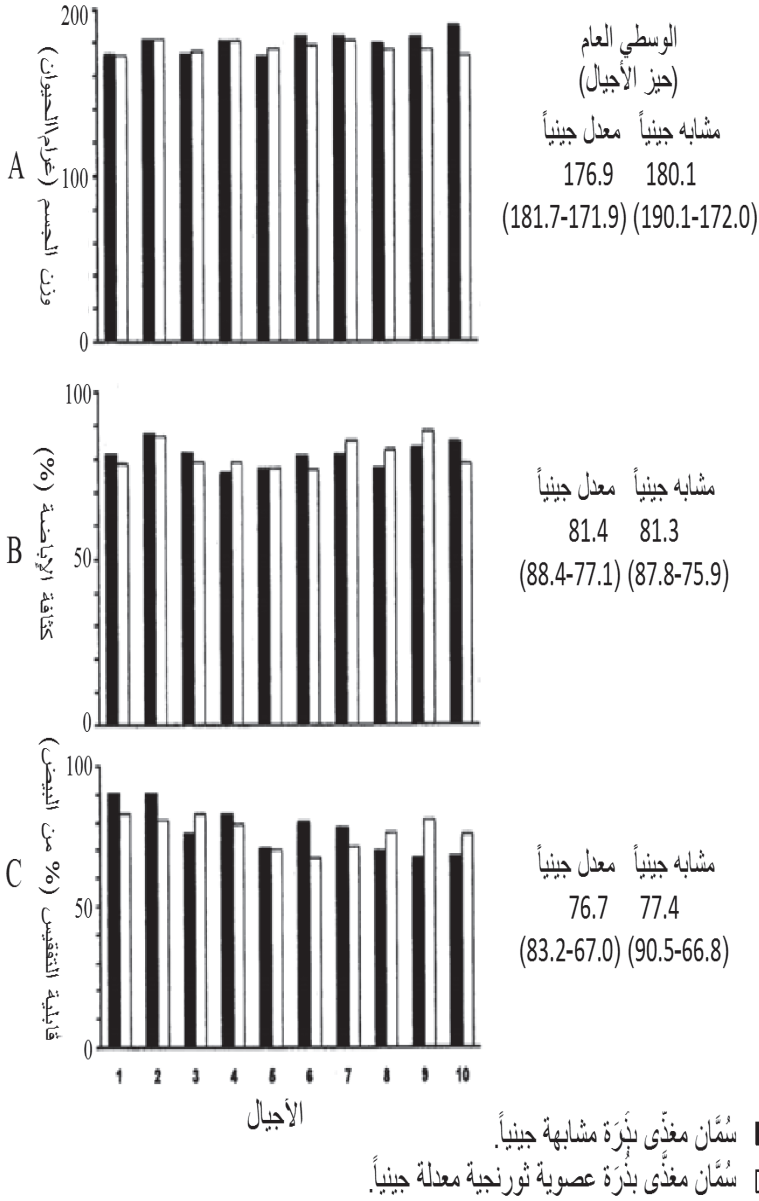 200
100
0
A
وزن الجسم (غرام\الحيوان)
الوسطي العام
(حيز الأجيال)
مشابه جينياً معدل جينياً
180.1 176.9
(190.1-172.0) (181.7-171.9)
100
50
0
B
كثافة الإباضة (%)
مشابه جينياً معدل جينياً
81.3 81.4
(87.8-75.9) (88.4-77.1)
100
50
0
C
قابلية التفقيس (% من البيض)
مشابه جينياً معدل جينياً
77.4 76.7
(90.5-66.8) (83.2-67.0)
1 2 3 4 5 6 7 8 9 10
الأجيال
سُمَّان مغذّى بذُرَة مشابهة جينياً.
سُمَّان مغذًّى بذُرَة عصوية ثورنجية معدلة جينياً.